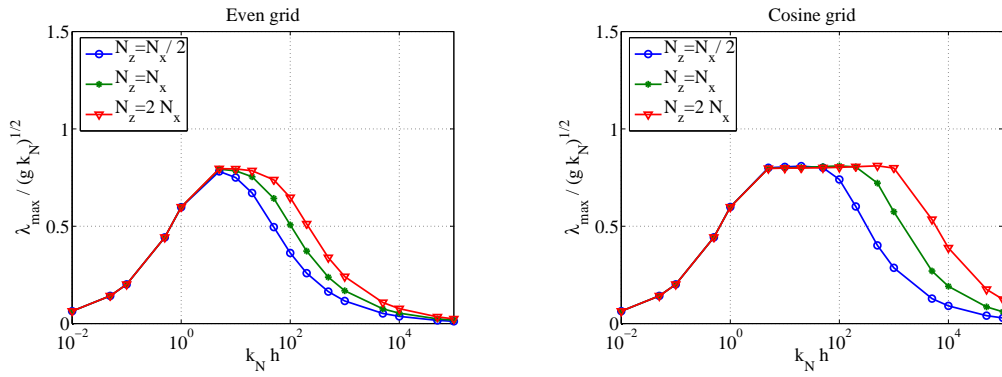 Even grid
λ_max / (g k_N)^1/2
1.5
1
0.5
0
N_z=N_x / 2
N_z=N_x
N_z=2 N_x
10^−2
10^0
10^2
10^4
k_N h
Cosine grid
λ_max / (g k_N)^1/2
1.5
1
0.5
0
N_z=N_x / 2
N_z=N_x
N_z=2 N_x
10^−2
10^0
10^2
10^4
k_N h